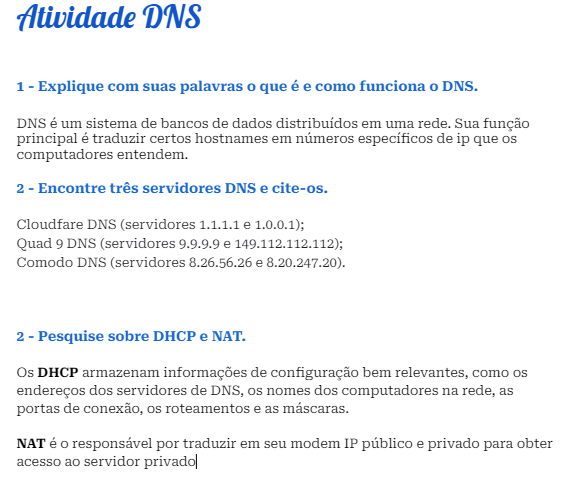 Atividade DNS
1 - Explique com suas palavras o que é e como funciona o DNS.
DNS é um sistema de bancos de dados distribuídos em uma rede. Sua função
principal é traduzir certos hostnames em números específicos de ip que os
computadores entendem.
2 - Encontre três servidores DNS e cite-os.
Cloudfare DNS (servidores 1.1.1.1 e 1.0.0.1);
Quad 9 DNS (servidores 9.9.9.9 e 149.112.112.112);
Comodo DNS (servidores 8.26.56.26 e 8.20.247.20).
2 - Pesquise sobre DHCP e NAT.
Os DHCP armazenam informações de configuração bem relevantes, como os
endereços dos servidores de DNS, os nomes dos computadores na rede, as
portas de conexão, os roteamentos e as máscaras.
NAT é o responsável por traduzir em seu modem IP público e privado para obter
acesso ao servidor privado